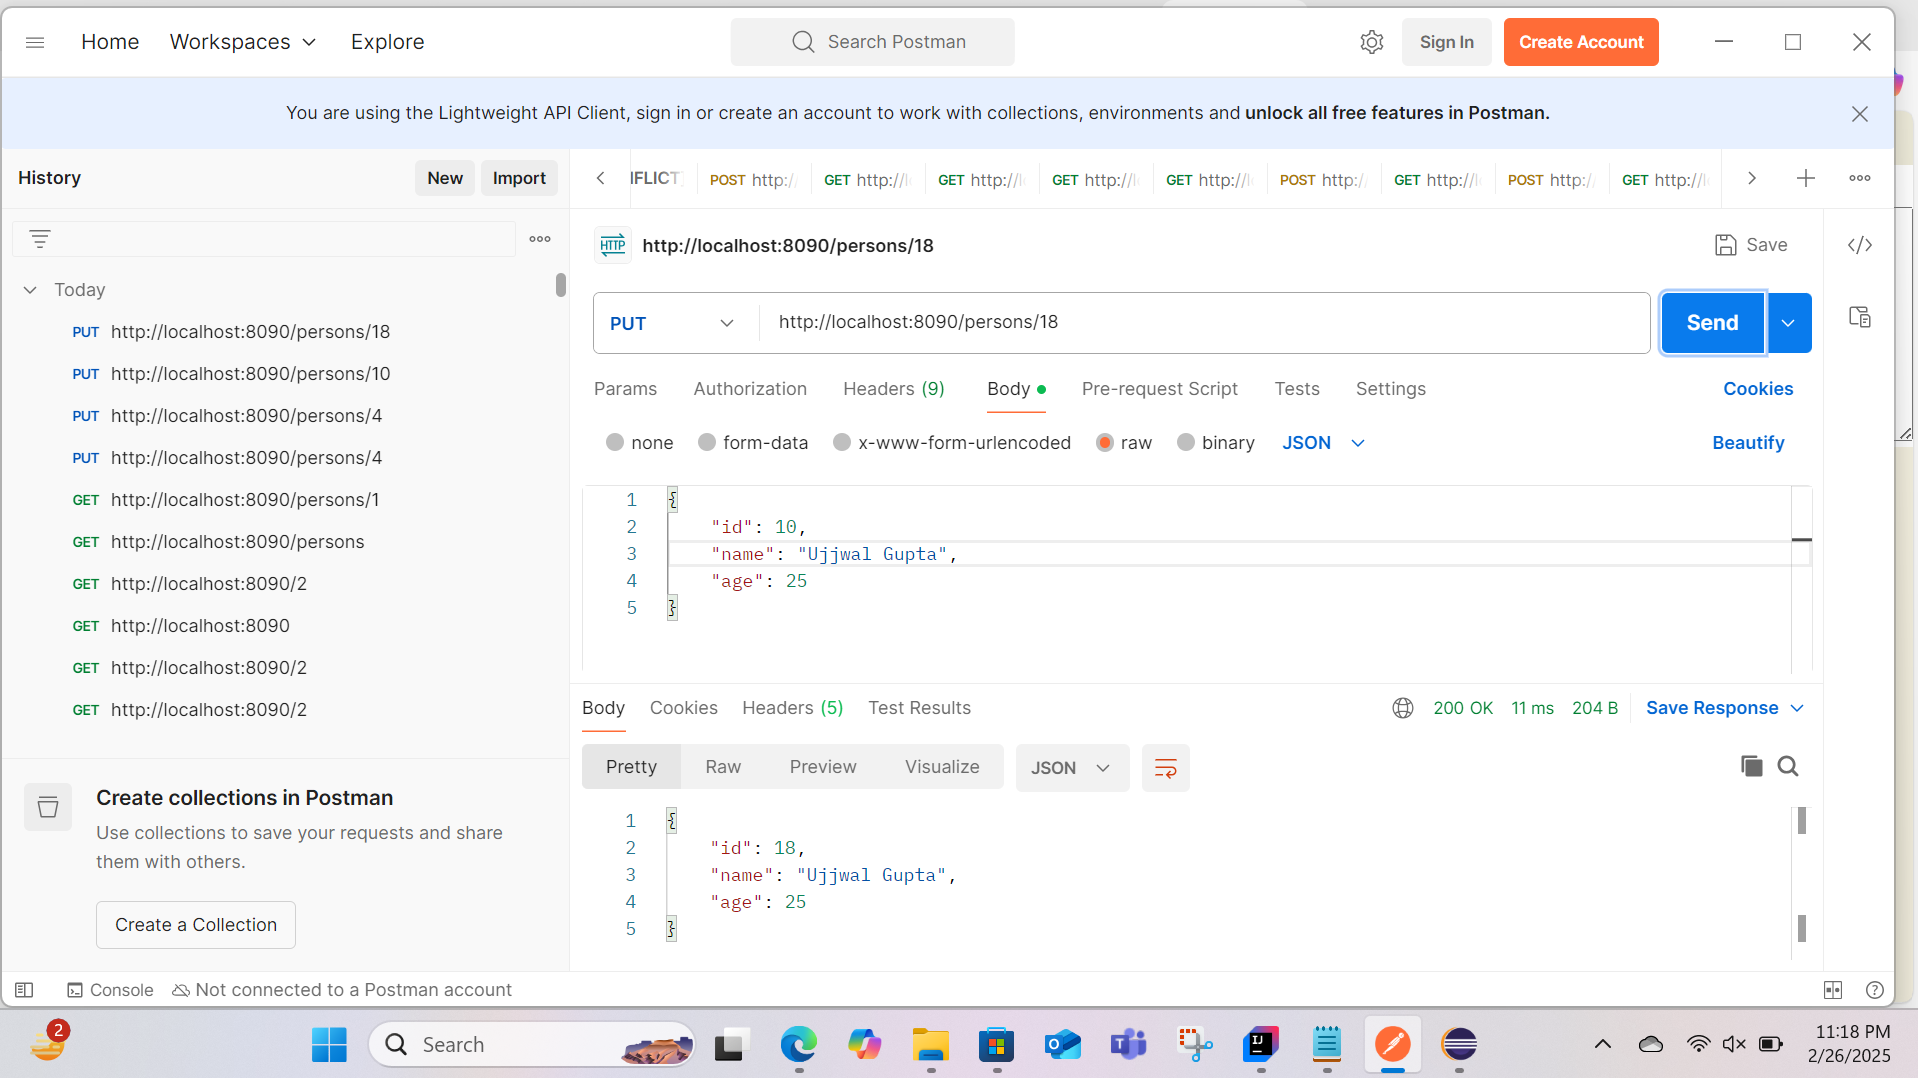 Home
Workspaces
Explore
Search Postman
Sign In
Create Account
You are using the Lightweight API Client, sign in or create an account to work with collections, environments and unlock all free features in Postman.
History
New
Import
NFLICT
POST http:/
GET http://l
GET http://l
GET http://l
GET http://l
POST http:/
GET http://l
POST http:/
GET http://l
Today
PUT http://localhost:8090/persons/18
PUT http://localhost:8090/persons/10
PUT http://localhost:8090/persons/4
PUT http://localhost:8090/persons/4
GET http://localhost:8090/persons/1
GET http://localhost:8090/persons
GET http://localhost:8090/2
GET http://localhost:8090
GET http://localhost:8090/2
GET http://localhost:8090/2
Create collections in Postman
Use collections to save your requests and share
them with others.
Create a Collection
HTTP
http://localhost:8090/persons/18
Save
PUT
http://localhost:8090/persons/18
Send
Params
Authorization
Headers (9)
Body
Pre-request Script
Tests
Settings
Cookies
none
form-data
x-www-form-urlencoded
raw
binary
JSON
Beautify
1 {
2 "id": 10,
3 "name": "Ujjwal Gupta",
4 "age": 25
5 }
Body
Cookies
Headers (5)
Test Results
200 OK
11 ms
204 B
Save Response
Pretty
Raw
Preview
Visualize
JSON
1 {
2 "id": 18,
3 "name": "Ujjwal Gupta",
4 "age": 25
5 }
Console
Not connected to a Postman account
2
Search
11:18 PM
2/26/2025